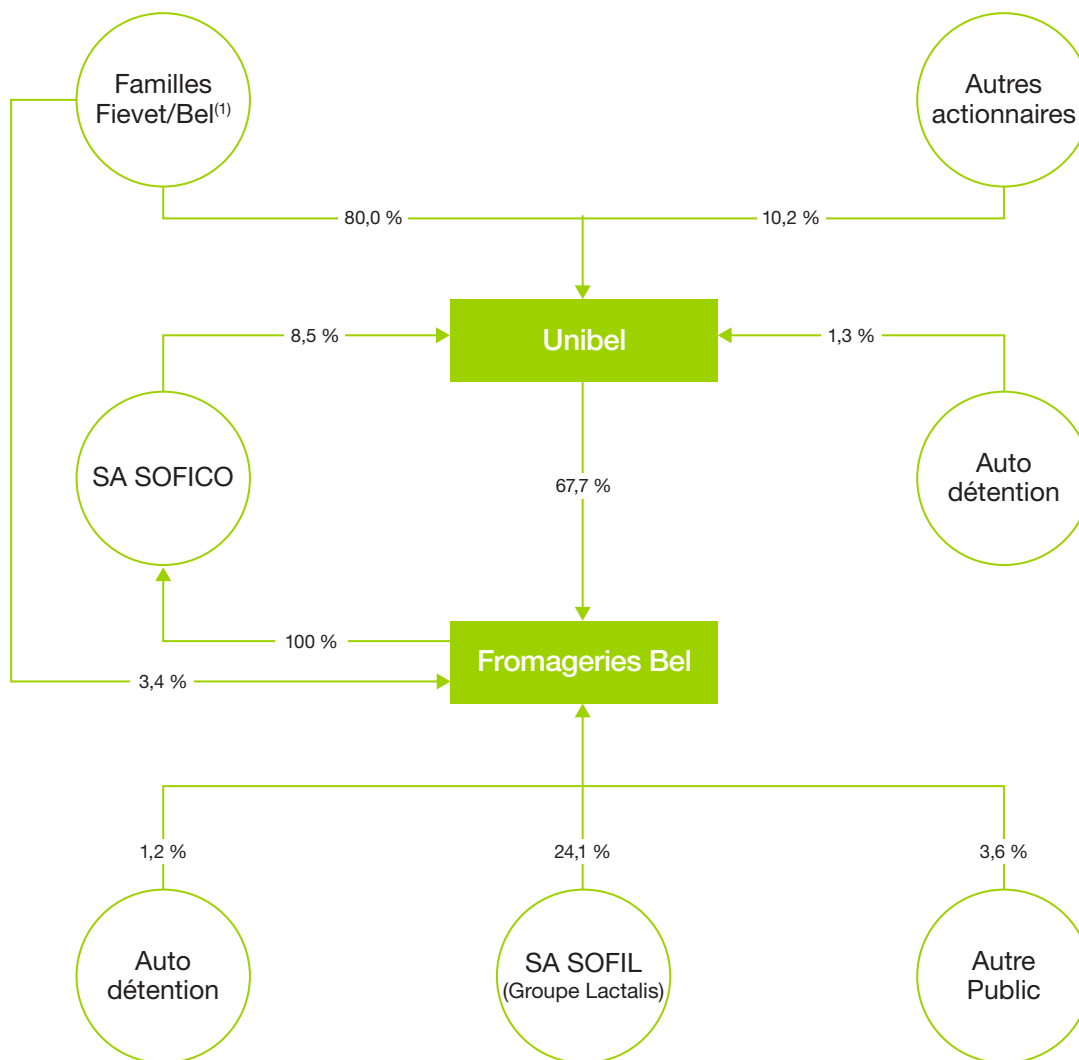 Familles
Fievet/Bel(1)
Autres
actionnaires
80,0 %
10,2 %
8,5 %
Unibel
1,3 %
SA SOFICO
67,7 %
Auto
détention
100 %
Fromageries Bel
3,4 %
1,2 %
24,1 %
3,6 %
Auto
détention
SA SOFIL
(Groupe Lactalis)
Autre
Public